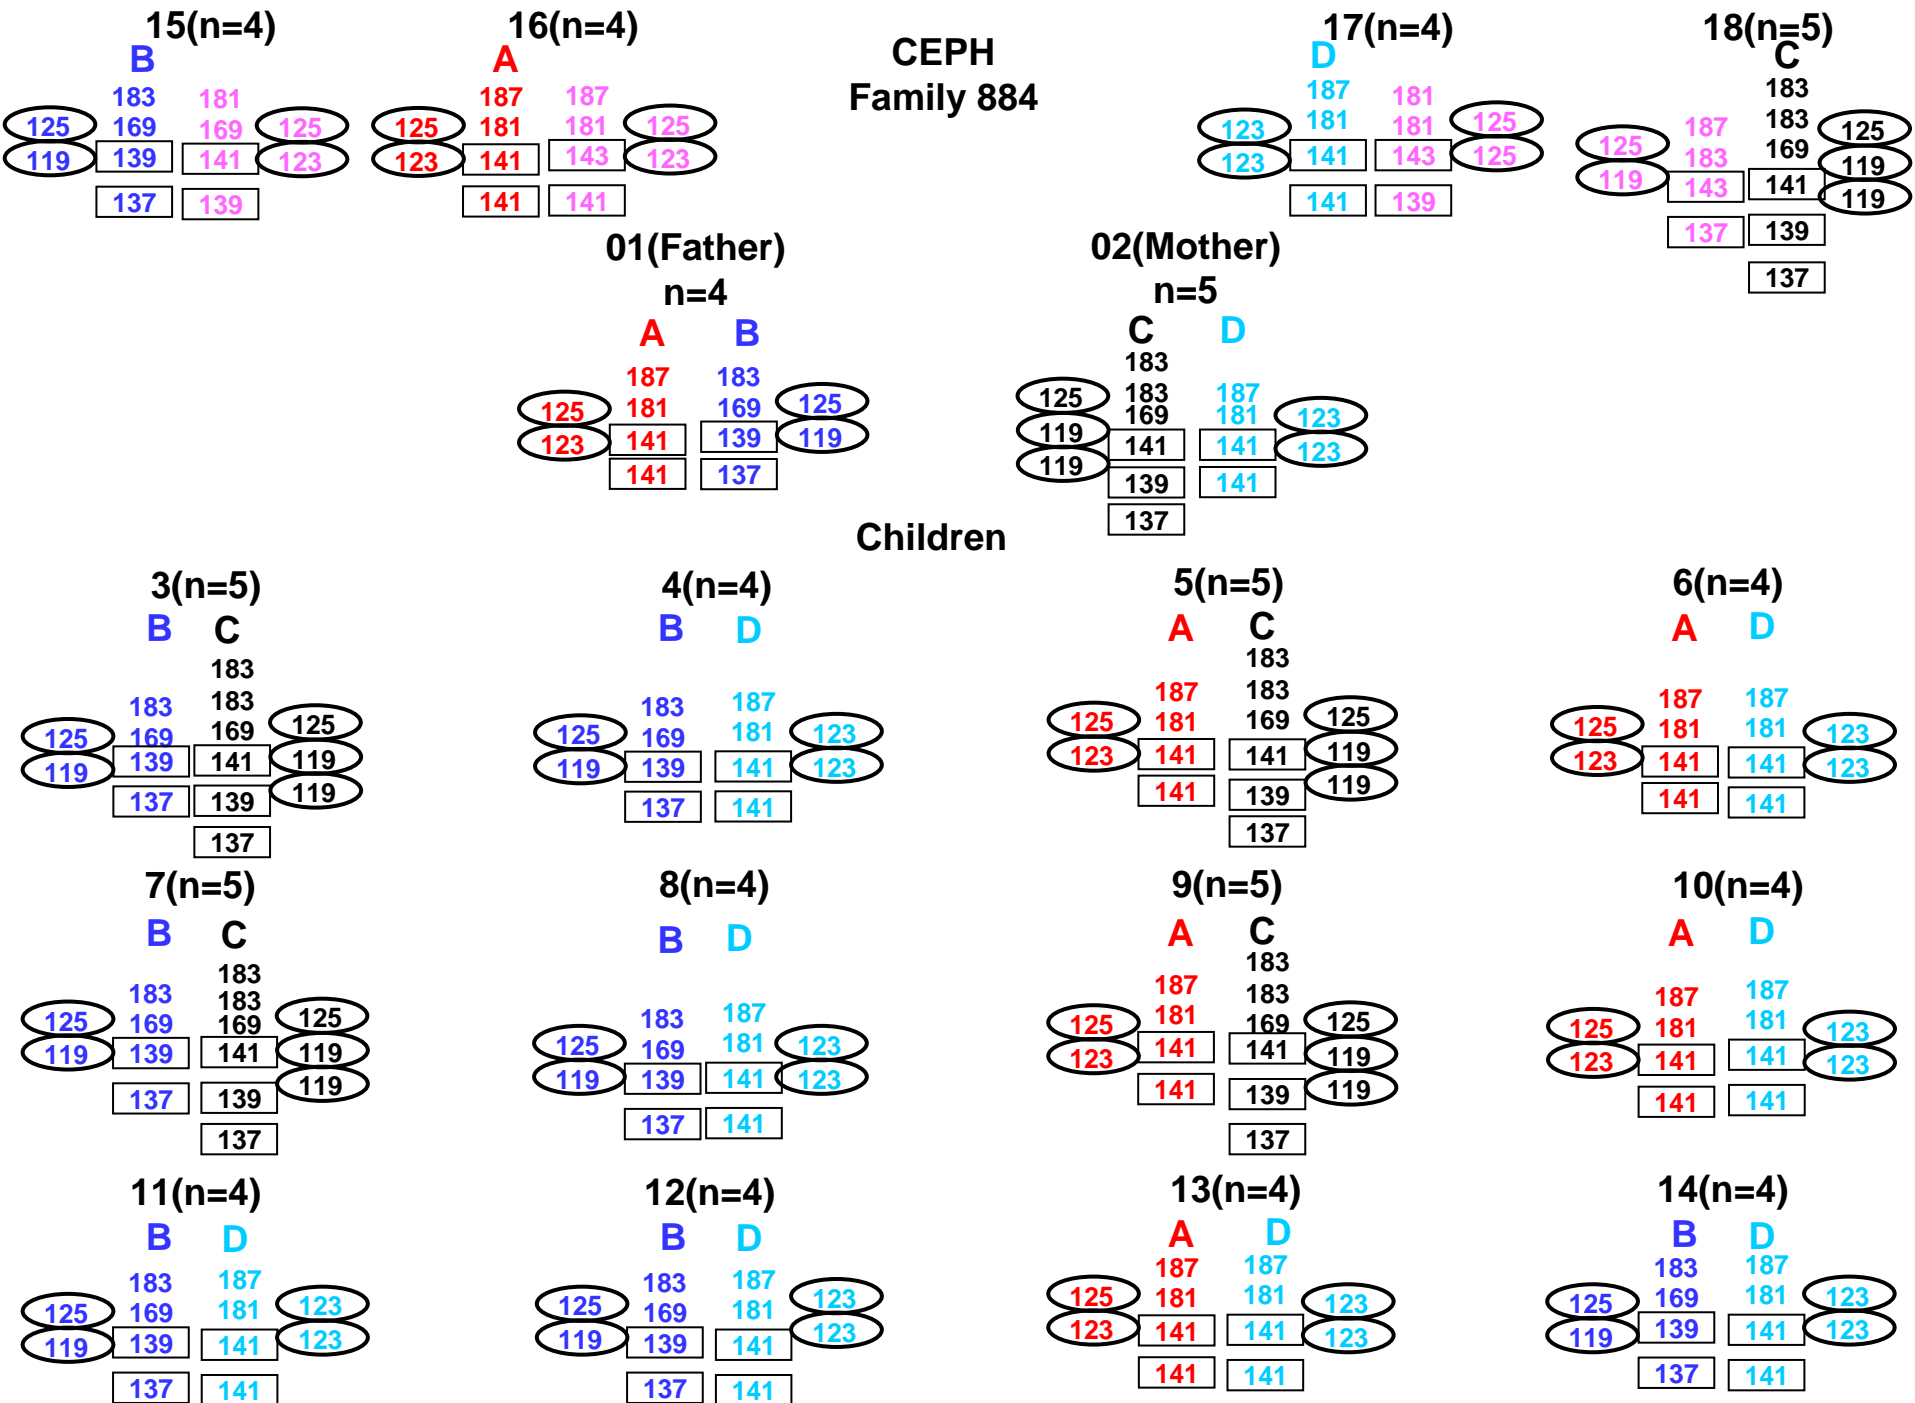 15(n=4) 16(n=4) CEPH 17(n=4) 18(n=5)
B A Family 884 D C
183 181 187 187 187 181 183
125 169 169 125 125 181 181 125 123 181 181 125 187 183 125
119 139 141 123 123 141 143 123 123 141 143 125 125 183 169 119
137 139 141 141 141 139 119 143 141 119
137 139
137
01(Father) 02(Mother)
n=4 n=5
A B C D
183
187 183 125 183 187
125 181 169 125 119 169 181 123
123 141 139 119 119 141 141 123
141 137 139 141
137
Children
3(n=5) 4(n=4) 5(n=5) 6(n=4)
B C B D A C A D
183 183
183 183 183 187 187 183 187 187
125 169 169 125 125 169 181 123 125 181 169 125 125 181 181 123
119 139 141 119 119 139 141 123 123 141 141 119 123 141 141 123
137 139 119 137 141 141 139 119 141 141
137 137
7(n=5) 8(n=4) 9(n=5) 10(n=4)
B C B D A C A D
183 183
183 183 183 187 187 183 187 187
125 169 169 125 125 169 181 123 125 181 169 125 125 181 181 123
119 139 141 119 119 139 141 123 123 141 141 119 123 141 141 123
137 139 119 137 141 141 139 119 141 141
137 137
11(n=4) 12(n=4) 13(n=4) 14(n=4)
B D B D A D B D
183 187 183 187 187 187 183 187
125 169 181 123 125 169 181 123 125 181 181 123 125 169 181 123
119 139 141 123 119 139 141 123 123 141 141 123 119 139 141 123
137 141 137 141 141 141 137 141